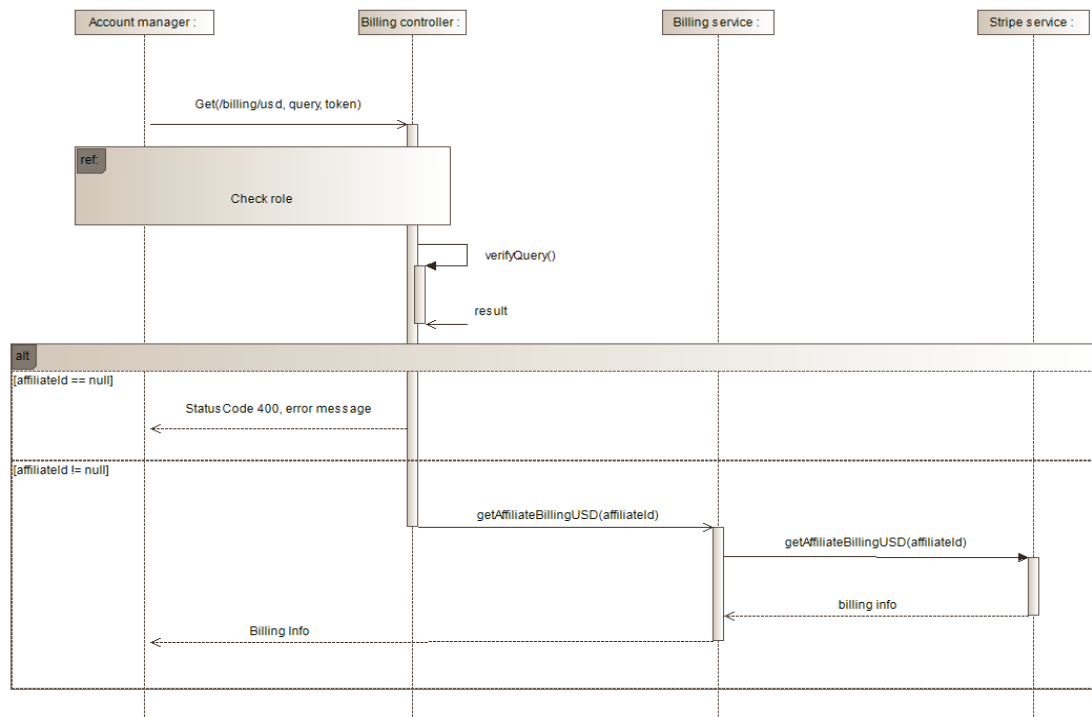 Account manager :
Billing controller :
Billing service :
Stripe service :
Get(/billing/usd, query, token)
ref:
Check role
verifyQuery()
result
alt
[affiliateId == null]
StatusCode 400, error message
[affiliateId != null]
getAffiliateBillingUSD(affiliateId)
getAffiliateBillingUSD(affiliateId)
billing info
Billing Info